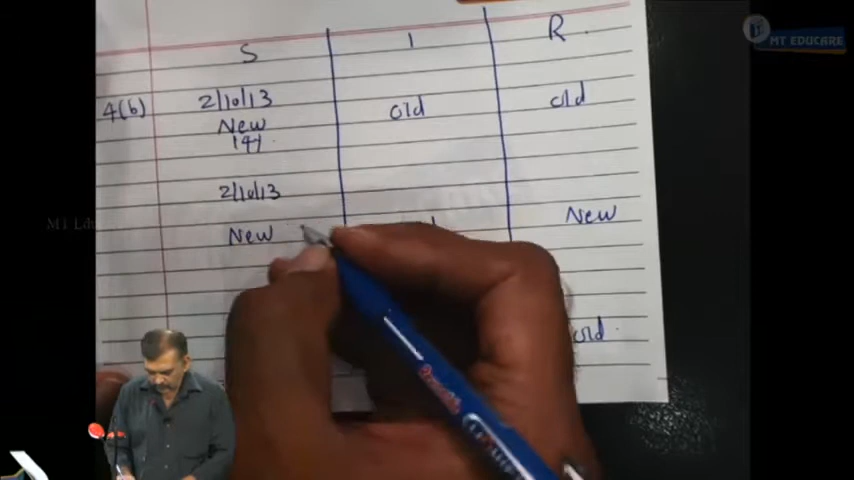 S I R
4(b) 2/10/13 old old
New
14)
2/10/13
New New
old
MT EDUCARE